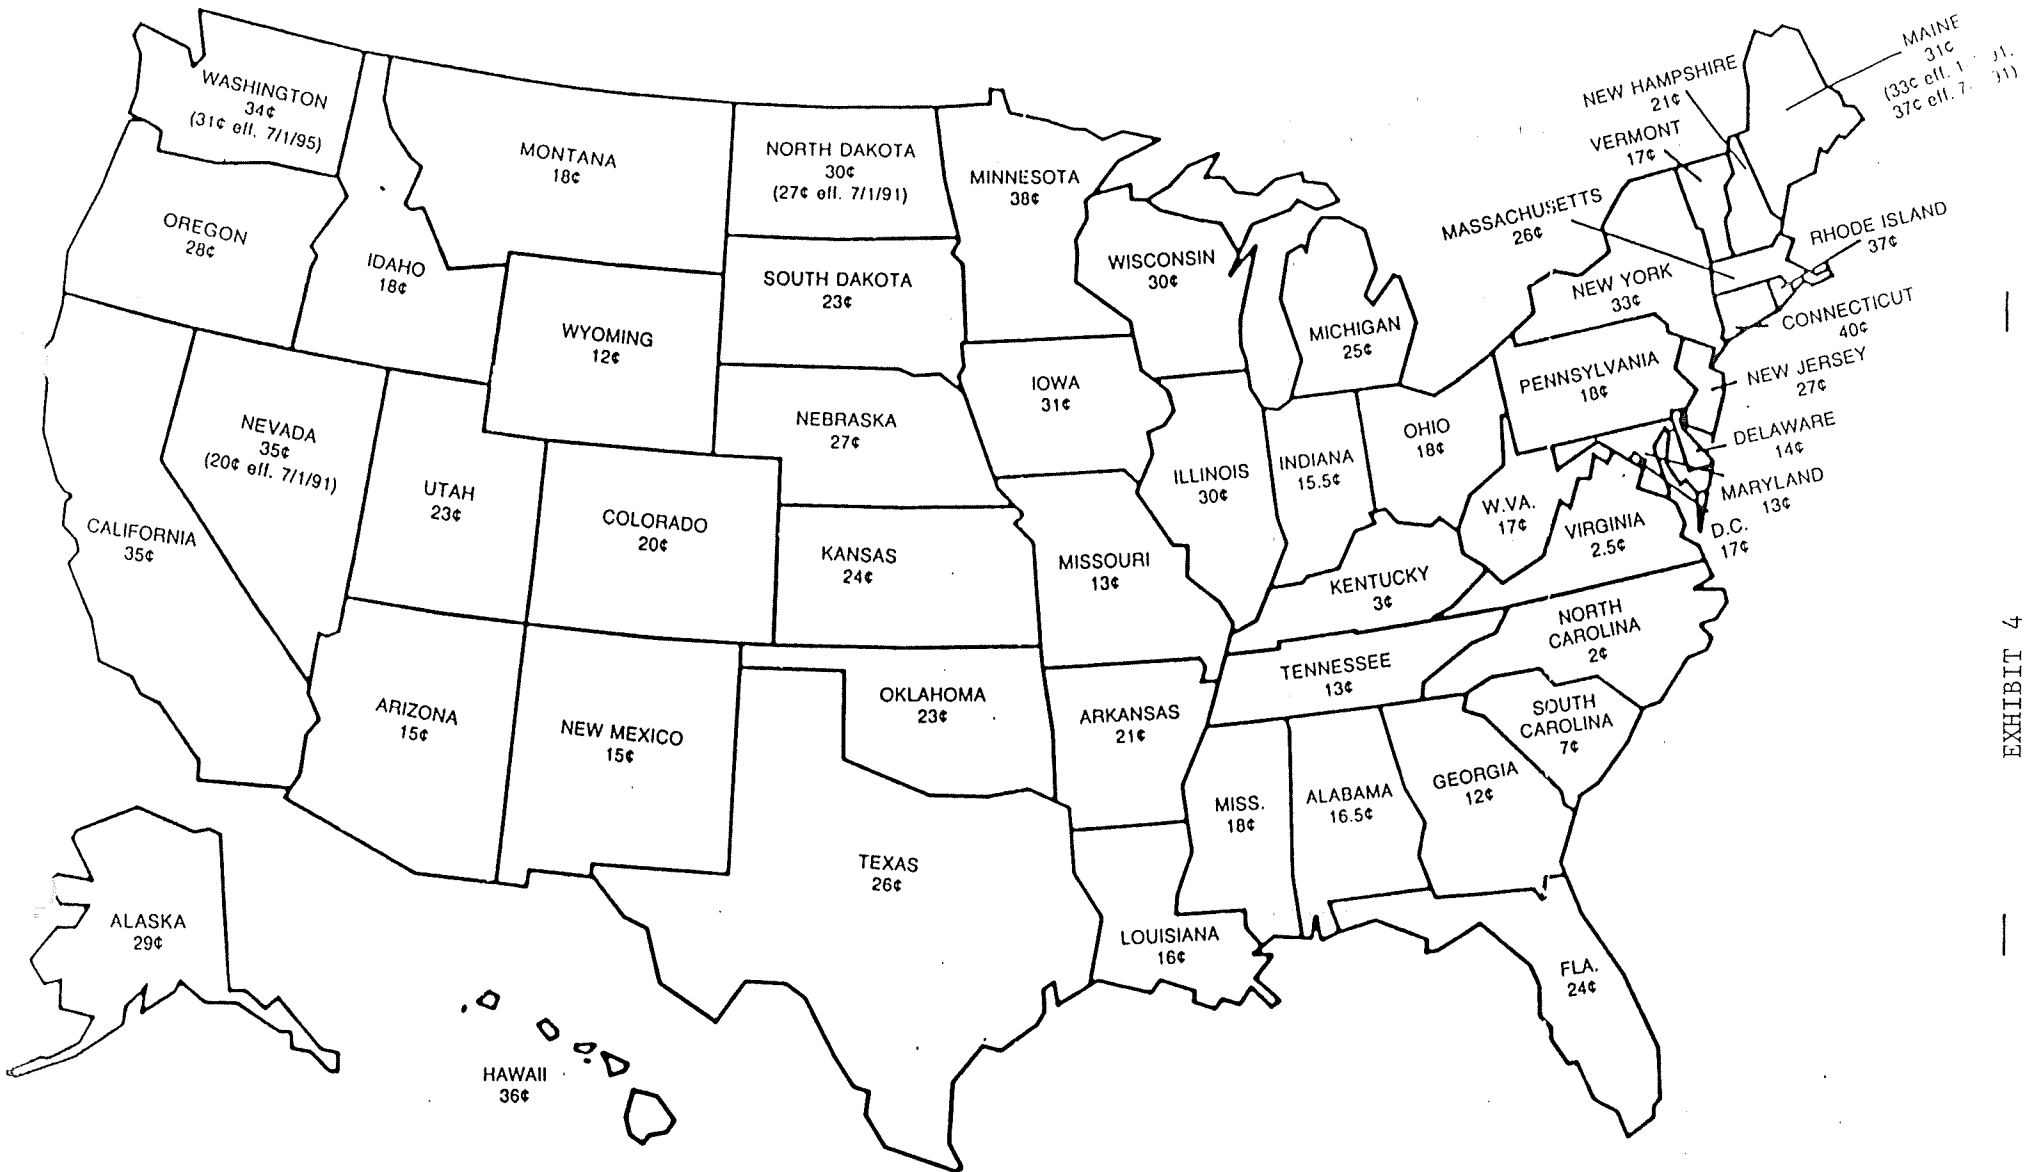 WASHINGTON
34¢
(31¢ eff. 7/1/95)
OREGON
28¢
CALIFORNIA
35¢
IDAHO
18¢
NEVADA
35¢
(20¢ eff. 7/1/91)
MONTANA
18¢
WYOMING
12¢
UTAH
23¢
COLORADO
20¢
ARIZONA
15¢
NEW MEXICO
15¢
NORTH DAKOTA
30¢
(27¢ eff. 7/1/91)
SOUTH DAKOTA
23¢
NEBRASKA
27¢
KANSAS
24¢
OKLAHOMA
23¢
TEXAS
26¢
MINNESOTA
38¢
IOWA
31¢
MISSOURI
13¢
ARKANSAS
21¢
LOUISIANA
16¢
WISCONSIN
30¢
ILLINOIS
30¢
MICHIGAN
25¢
INDIANA
15.5¢
OHIO
18¢
KENTUCKY
3¢
TENNESSEE
13¢
MISS.
18¢
ALABAMA
16.5¢
GEORGIA
12¢
FLA.
24¢
SOUTH
CAROLINA
7¢
NORTH
CAROLINA
2¢
VIRGINIA
2.5¢
W.VA.
17¢
PENNSYLVANIA
18¢
NEW YORK
33¢
MAINE
31¢
(33¢ eff. 1
37¢ eff. 7
NEW HAMPSHIRE
21¢
VERMONT
17¢
MASSACHUSETTS
26¢
RHODE ISLAND
37¢
CONNECTICUT
40¢
NEW JERSEY
27¢
DELAWARE
14¢
MARYLAND
13¢
D.C.
17¢
ALASKA
29¢
HAWAII
36¢
EXHIBIT 4